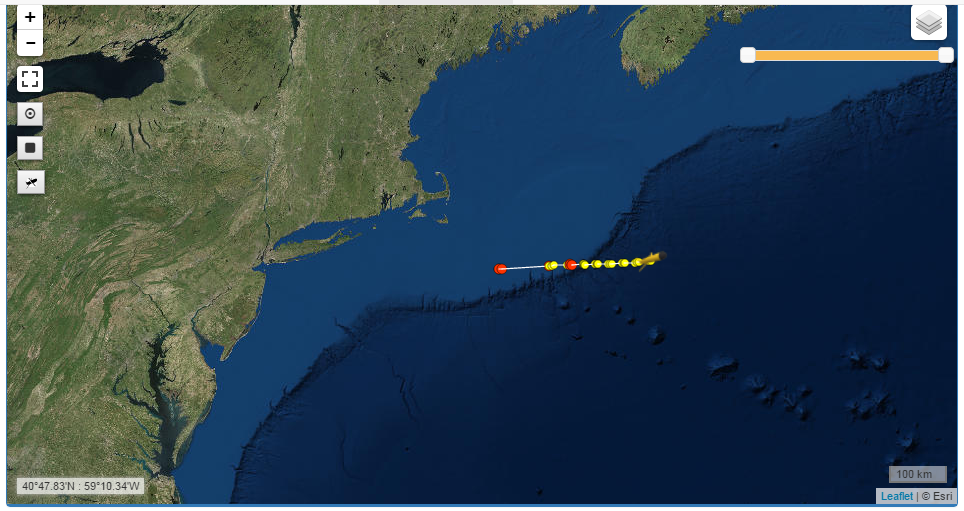 +
−
100 km
40°47.83'N : 59°10.34'W
Leaflet | © Esri